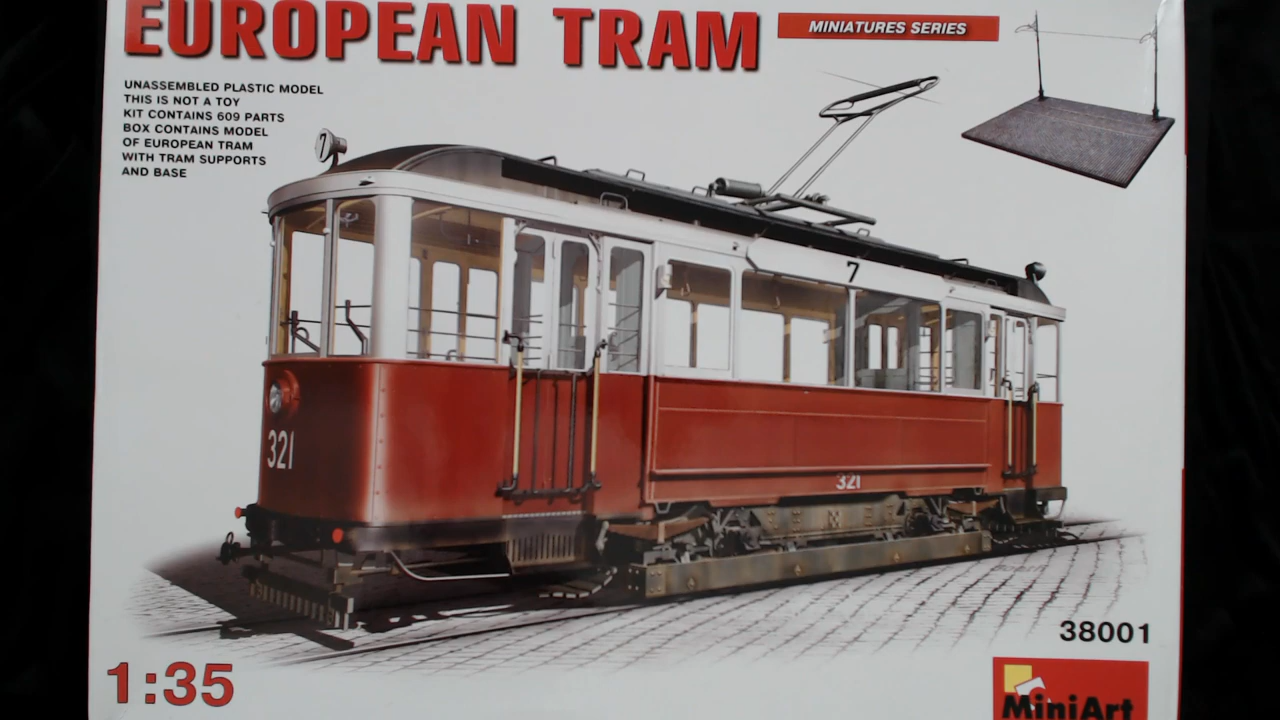 EUROPEAN TRAM
MINIATURES SERIES
UNASSEMBLED PLASTIC MODEL
THIS IS NOT A TOY
KIT CONTAINS 609 PARTS
BOX CONTAINS MODEL
OF EUROPEAN TRAM
WITH TRAM SUPPORTS
AND BASE
7
7
321
321
38001
1:35
MiniArt